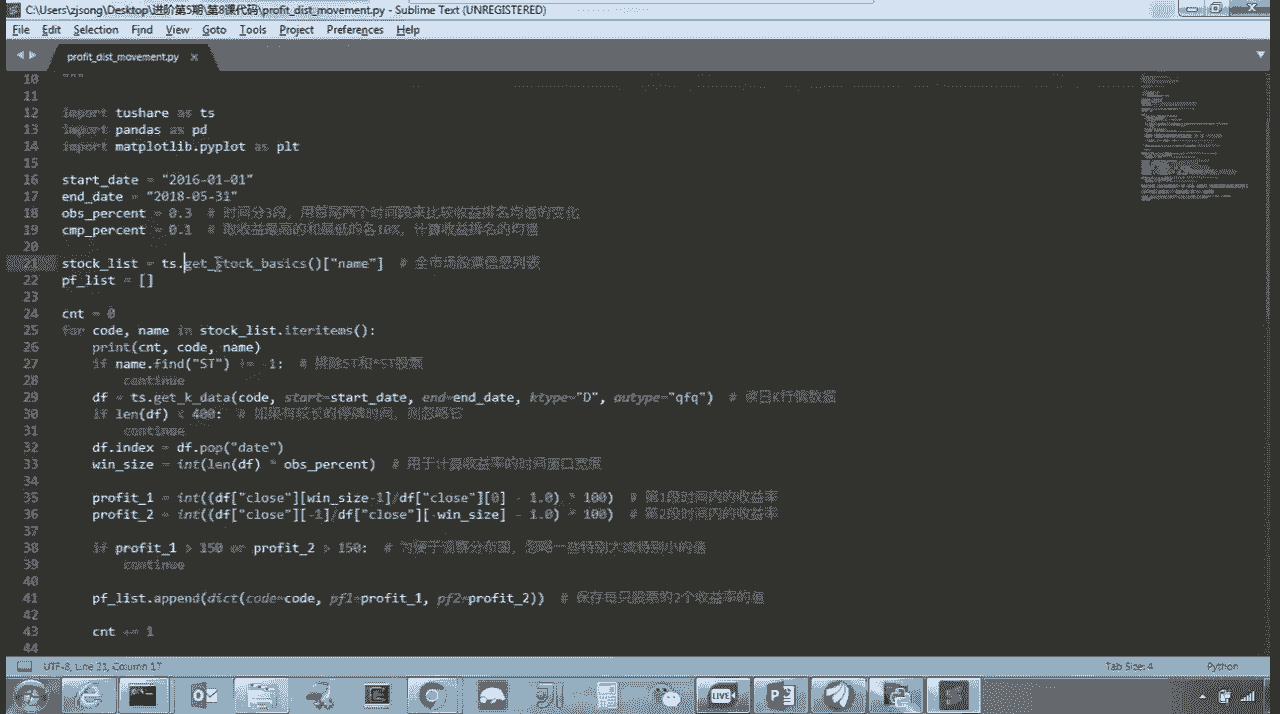 C:\Users\zjsong\Desktop\进阶第5期\第8课代码\profit_dist_movement.py - Sublime Text (UNREGISTERED)
File Edit Selection Find View Goto Tools Project Preferences Help
profit_dist_movement.py ×
10 """
11
12 import tushare as ts
13 import pandas as pd
14 import matplotlib.pyplot as plt
15
16 start_date = "2016-01-01"
17 end_date = "2018-05-31"
18 obs_percent = 0.3 # 时间分3段，用首尾两个时间段来比较收益排名均值的变化
19 cmp_percent = 0.1 # 取收益最高的和最低的各10%，计算收益排名的均值
20
21 stock_list = ts.get_stock_basics()["name"] # 全市场股票信息列表
22 pf_list = []
23
24 cnt = 0
25 for code, name in stock_list.iteritems():
26 print(cnt, code, name)
27 if name.find("ST") != -1: # 排除ST和*ST股票
28 continue
29 df = ts.get_k_data(code, start=start_date, end=end_date, ktype="D", autype="qfq") # 读日K行情数据
30 if len(df) < 400: # 如果有较长的停牌时间，则忽略它
31 continue
32 df.index = df.pop("date")
33 win_size = int(len(df) * obs_percent) # 用于计算收益率的时间窗口宽度
34
35 profit_1 = int((df["close"][win_size-1]/df["close"][0] - 1.0) * 100) # 第1段时间内的收益率
36 profit_2 = int((df["close"][-1]/df["close"][-win_size] - 1.0) * 100) # 第2段时间内的收益率
37
38 if profit_1 > 150 or profit_2 > 150: # 为便于观察分布图，忽略一些特别大或特别小的值
39 continue
40
41 pf_list.append(dict(code=code, pf1=profit_1, pf2=profit_2)) # 保存每只股票的2个收益率的值
42
43 cnt += 1
44
UTF-8, Line 21, Column 17 Tab Size: 4 Python
LIVE